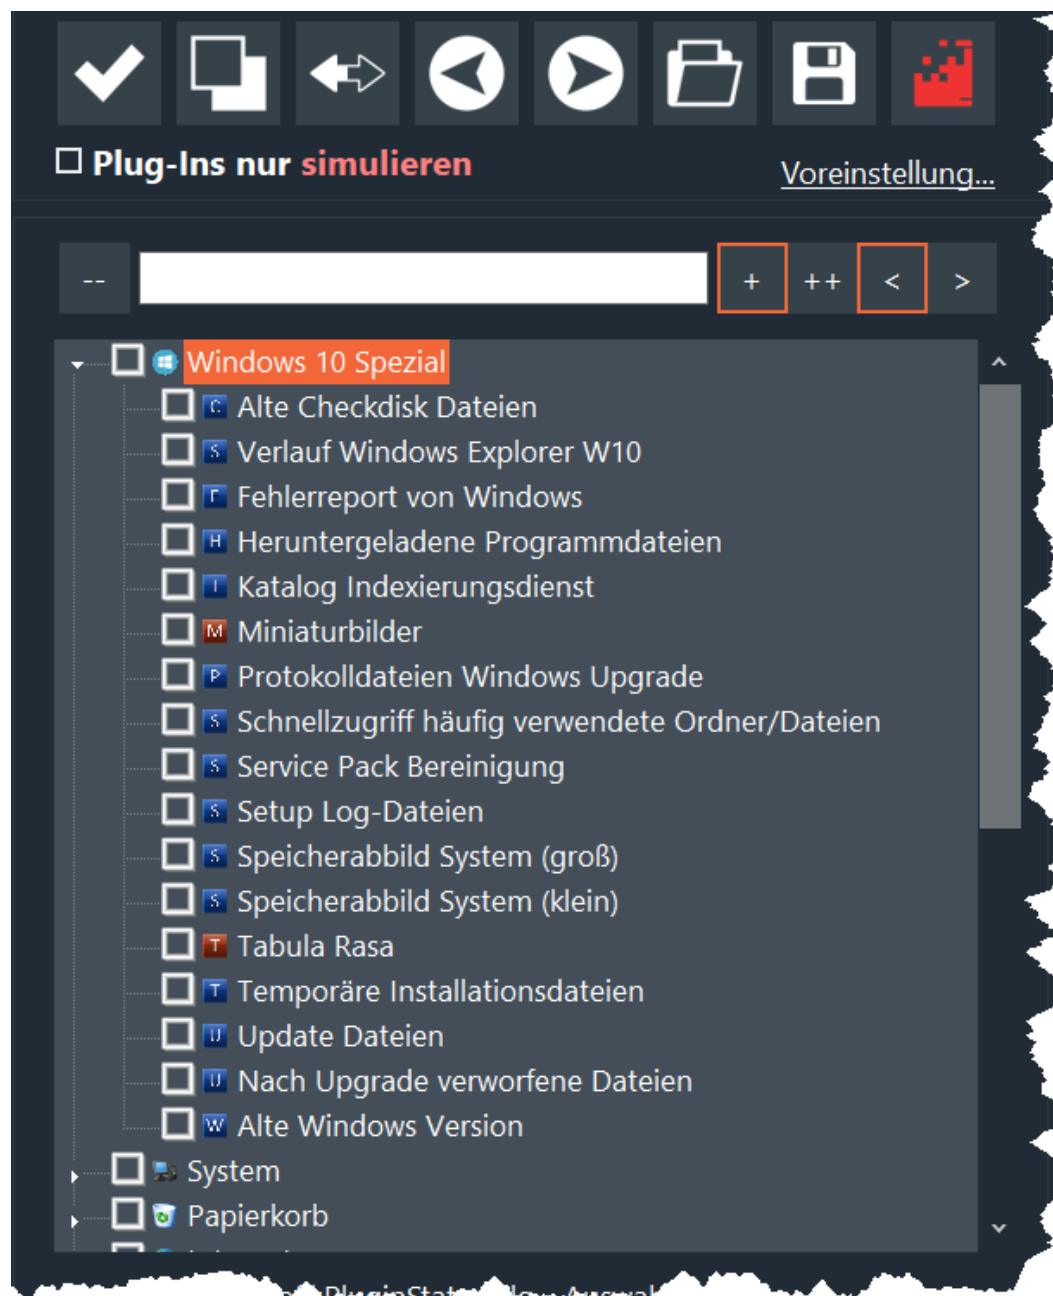 Plug-Ins nur simulieren
Voreinstellung...
-- + ++ < >
Windows 10 Spezial
C Alte Checkdisk Dateien
S Verlauf Windows Explorer W10
F Fehlerreport von Windows
H Heruntergeladene Programmdateien
I Katalog Indexierungsdienst
M Miniaturbilder
P Protokolldateien Windows Upgrade
S Schnellzugriff häufig verwendete Ordner/Dateien
S Service Pack Bereinigung
S Setup Log-Dateien
S Speicherabbild System (groß)
S Speicherabbild System (klein)
T Tabula Rasa
T Temporäre Installationsdateien
U Update Dateien
U Nach Upgrade verworfene Dateien
W Alte Windows Version
System
Papierkorb